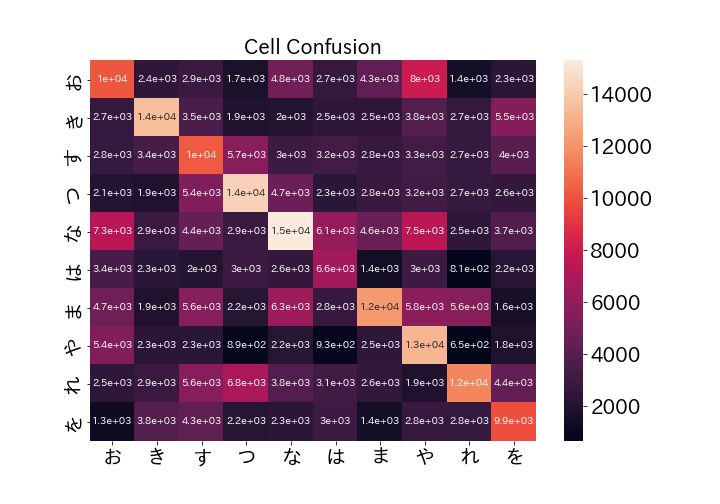 Cell Confusion
お 1e+04 2.4e+03 2.9e+03 1.7e+03 4.8e+03 2.7e+03 4.3e+03 8e+03 1.4e+03 2.3e+03
き 2.7e+03 1.4e+04 3.5e+03 1.9e+03 2e+03 2.5e+03 2.5e+03 3.8e+03 2.7e+03 5.5e+03
す 2.8e+03 3.4e+03 1e+04 5.7e+03 3e+03 3.2e+03 2.8e+03 3.3e+03 2.7e+03 4e+03
つ 2.1e+03 1.9e+03 5.4e+03 1.4e+04 4.7e+03 2.3e+03 2.8e+03 3.2e+03 2.7e+03 2.6e+03
な 7.3e+03 2.9e+03 4.4e+03 2.9e+03 1.5e+04 6.1e+03 4.6e+03 7.5e+03 2.5e+03 3.7e+03
は 3.4e+03 2.3e+03 2e+03 3e+03 2.6e+03 6.6e+03 1.4e+03 3e+03 8.1e+02 2.2e+03
ま 4.7e+03 1.9e+03 5.6e+03 2.2e+03 6.3e+03 2.8e+03 1.2e+04 5.8e+03 5.6e+03 1.6e+03
や 5.4e+03 2.3e+03 2.3e+03 8.9e+02 2.2e+03 9.3e+02 2.5e+03 1.3e+04 6.5e+02 1.8e+03
れ 2.5e+03 2.9e+03 5.6e+03 6.8e+03 3.8e+03 3.1e+03 2.6e+03 1.9e+03 1.2e+04 4.4e+03
を 1.3e+03 3.8e+03 4.3e+03 2.2e+03 2.3e+03 3e+03 1.4e+03 2.8e+03 2.8e+03 9.9e+03
お き す つ な は ま や れ を
14000
12000
10000
8000
6000
4000
2000